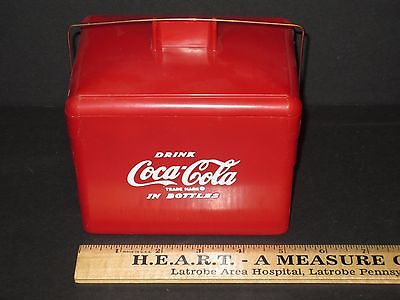 DRINK
Coca-Cola
TRADE MARK ®
IN BOTTLES
H.E.A.R.T. - A MEASURE O
Latrobe Area Hospital, Latrobe Pennsy